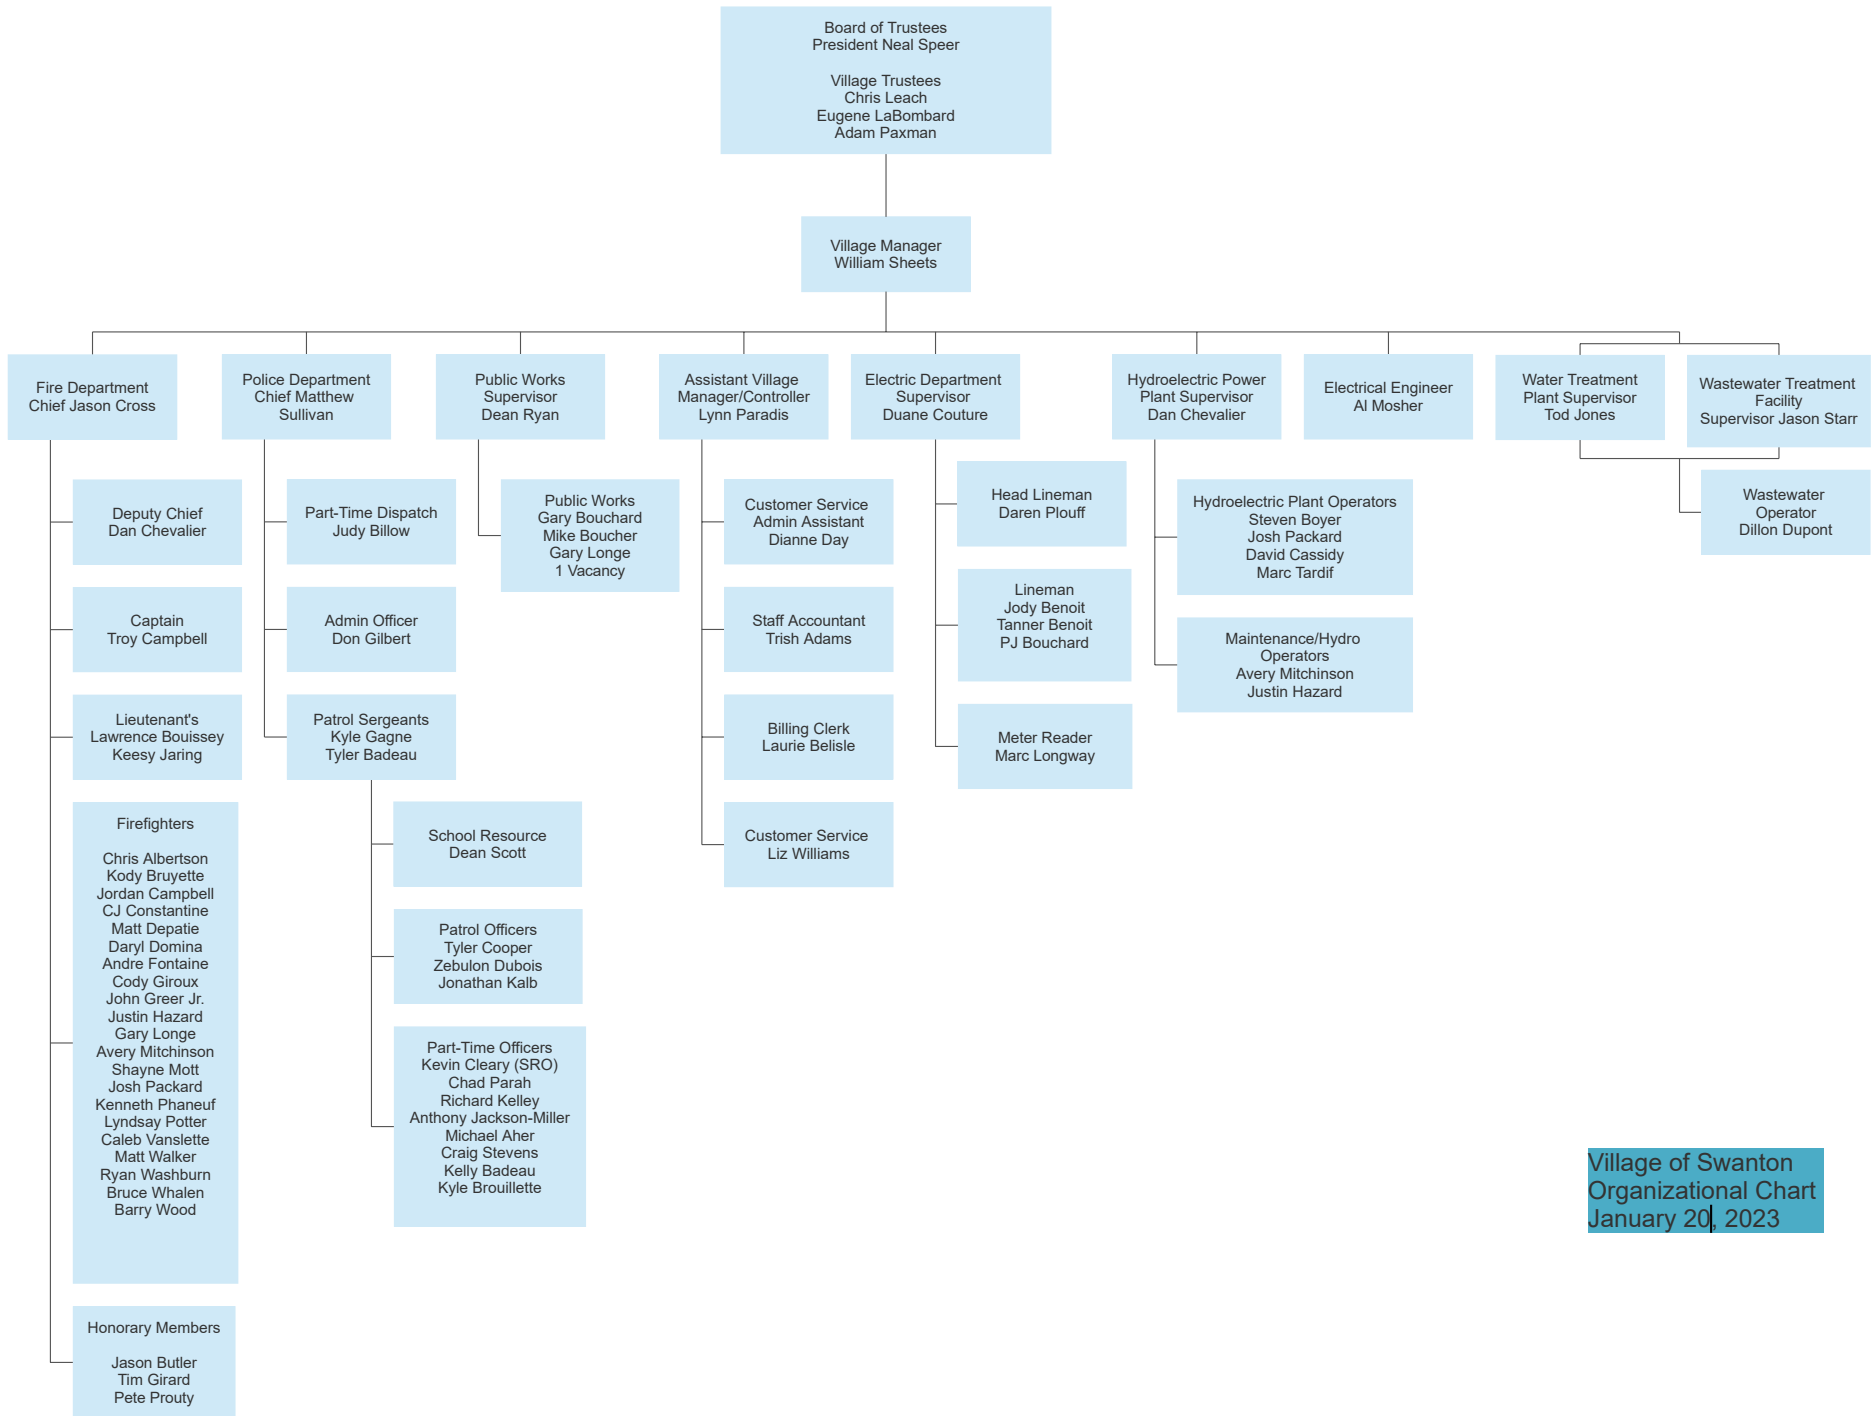 Board of Trustees
President Neal Speer
Village Trustees
Chris Leach
Eugene LaBombard
Adam Paxman
Village Manager
William Sheets
Fire Department
Chief Jason Cross
Police Department
Chief Matthew
Sullivan
Public Works
Supervisor
Dean Ryan
Assistant Village
Manager/Controller
Lynn Paradis
Electric Department
Supervisor
Duane Couture
Hydroelectric Power
Plant Supervisor
Dan Chevalier
Electrical Engineer
Al Mosher
Water Treatment
Plant Supervisor
Tod Jones
Wastewater Treatment
Facility
Supervisor Jason Starr
Deputy Chief
Dan Chevalier
Captain
Troy Campbell
Lieutenant's
Lawrence Bouissey
Keesy Jaring
Firefighters
Chris Albertson
Kody Bruyette
Jordan Campbell
CJ Constantine
Matt Depatie
Daryl Domina
Andre Fontaine
Cody Giroux
John Greer Jr.
Justin Hazard
Gary Longe
Avery Mitchinson
Shayne Mott
Josh Packard
Kenneth Phaneuf
Lyndsay Potter
Caleb Vanslette
Matt Walker
Ryan Washburn
Bruce Whalen
Barry Wood
Honorary Members
Jason Butler
Tim Girard
Pete Prouty
Part-Time Dispatch
Judy Billow
Admin Officer
Don Gilbert
Patrol Sergeants
Kyle Gagne
Tyler Badeau
School Resource
Dean Scott
Patrol Officers
Tyler Cooper
Zebulon Dubois
Jonathan Kalb
Part-Time Officers
Kevin Cleary (SRO)
Chad Parah
Richard Kelley
Anthony Jackson-Miller
Michael Aher
Craig Stevens
Kelly Badeau
Kyle Brouillette
Public Works
Gary Bouchard
Mike Boucher
Gary Longe
1 Vacancy
Customer Service
Admin Assistant
Dianne Day
Staff Accountant
Trish Adams
Billing Clerk
Laurie Belisle
Customer Service
Liz Williams
Head Lineman
Daren Plouff
Lineman
Jody Benoit
Tanner Benoit
PJ Bouchard
Meter Reader
Marc Longway
Hydroelectric Plant Operators
Steven Boyer
Josh Packard
David Cassidy
Marc Tardif
Maintenance/Hydro
Operators
Avery Mitchinson
Justin Hazard
Wastewater
Operator
Dillon Dupont
Village of Swanton
Organizational Chart
January 20, 2023